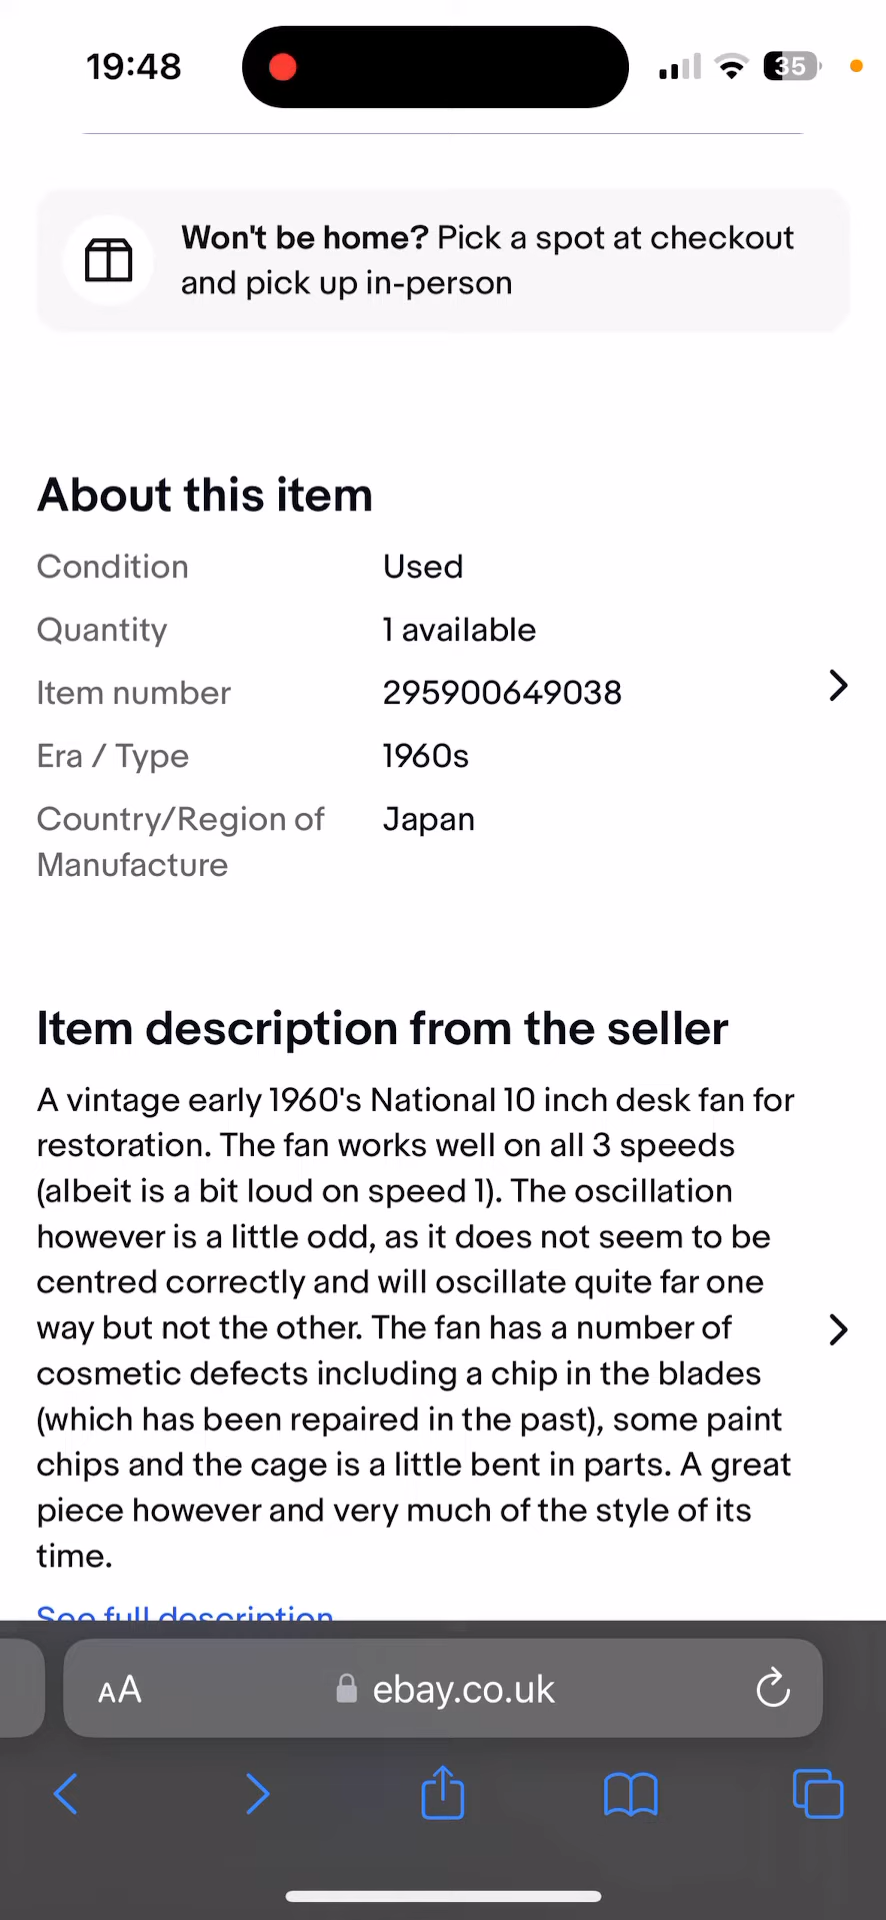 19:48
35
Won't be home? Pick a spot at checkout
and pick up in-person
About this item
Condition Used
Quantity 1 available
Item number 295900649038
Era / Type 1960s
Country/Region of Japan
Manufacture
Item description from the seller
A vintage early 1960's National 10 inch desk fan for
restoration. The fan works well on all 3 speeds
(albeit is a bit loud on speed 1). The oscillation
however is a little odd, as it does not seem to be
centred correctly and will oscillate quite far one
way but not the other. The fan has a number of
cosmetic defects including a chip in the blades
(which has been repaired in the past), some paint
chips and the cage is a little bent in parts. A great
piece however and very much of the style of its
time.
See full description
AA ebay.co.uk